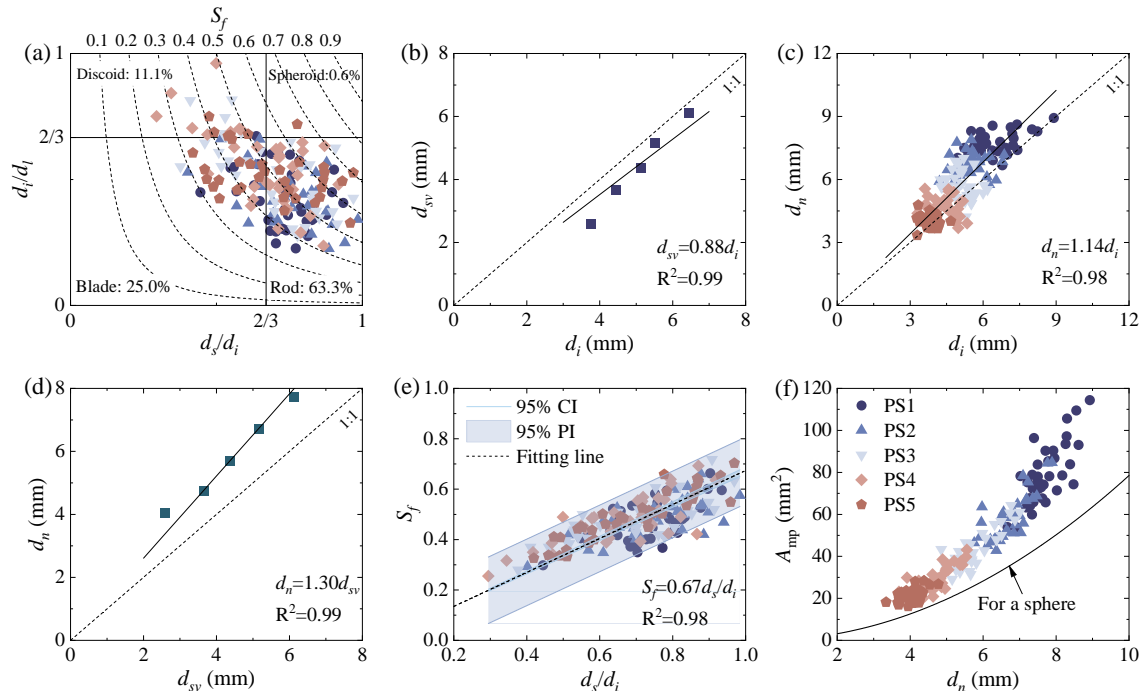 S_f
(a) 0.1 0.2 0.3 0.4 0.5 0.6 0.7 0.8 0.9
1
Discoid: 11.1%
Spheroid:0.6%
2/3
d_i/d_l
Blade: 25.0%
Rod: 63.3%
0
0 2/3 1
d_s/d_i
(b)
8
6
4
2
0
d_sv (mm)
1:1
d_sv=0.88d_i
R²=0.99
0 2 4 6 8
d_i (mm)
(c)
12
9
6
3
0
d_n (mm)
1:1
d_n=1.14d_i
R²=0.98
0 3 6 9 12
d_i (mm)
(d)
8
6
4
2
0
d_n (mm)
1:1
d_n=1.30d_sv
R²=0.99
0 2 4 6 8
d_sv (mm)
(e)
1.0
0.8
0.6
0.4
0.2
0.0
S_f
95% CI
95% PI
Fitting line
S_f=0.67d_s/d_i
R²=0.98
0.2 0.4 0.6 0.8 1.0
d_s/d_i
(f)
120
100
80
60
40
20
0
A_mp (mm²)
PS1
PS2
PS3
PS4
PS5
For a sphere
2 4 6 8 10
d_n (mm)